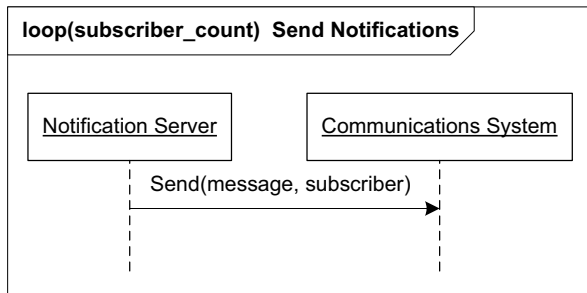 loop(subscriber_count)  Send Notifications
Notification Server
Communications System
Send(message, subscriber)